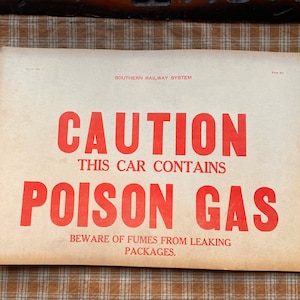 SOUTHERN RAILWAY SYSTEM
CAUTION
THIS CAR CONTAINS
POISON GAS
BEWARE OF FUMES FROM LEAKING
PACKAGES.